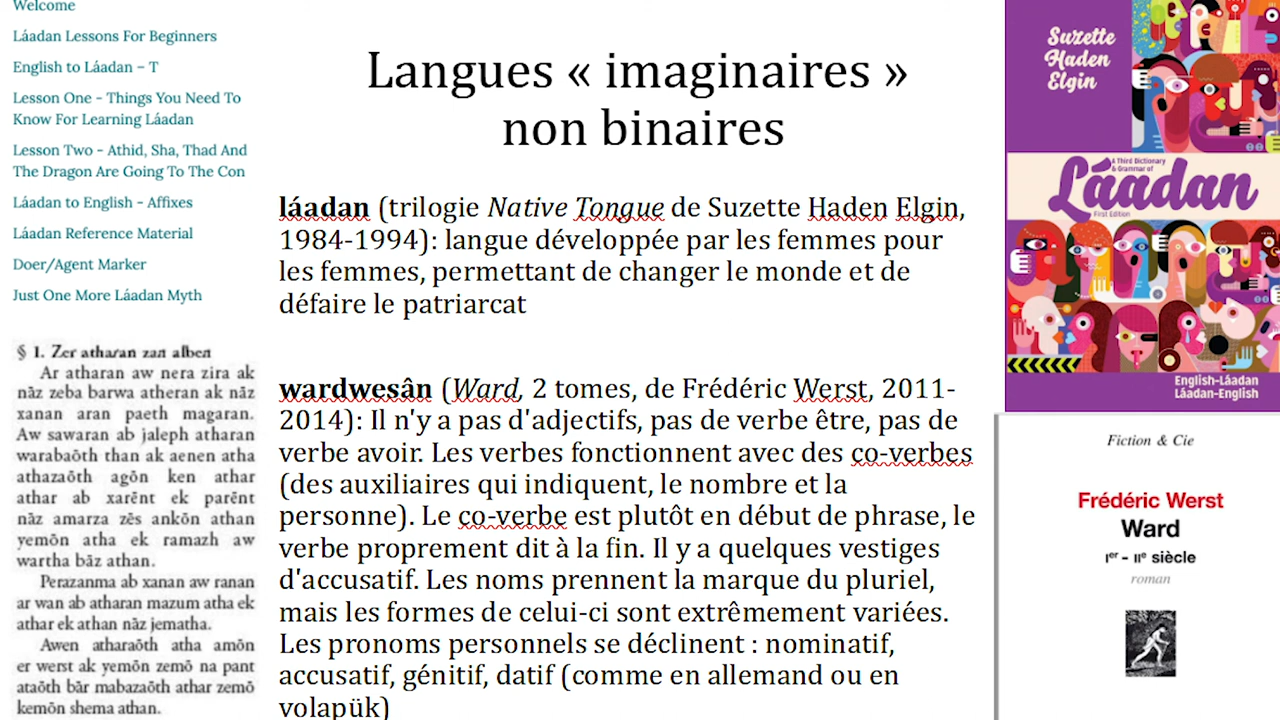 Welcome
Láadan Lessons For Beginners
English to Láadan – T
Lesson One - Things You Need To
Know For Learning Láadan
Lesson Two - Athid, Sha, Thad And
The Dragon Are Going To The Con
Láadan to English - Affixes
Láadan Reference Material
Doer/Agent Marker
Just One More Láadan Myth
§ 1. Zer atharan zan alben
Ar atharan aw nera zira ak
nāz zeba barwa atheran ak nāz
xanan aran paeth magaran.
Aw sawaran ab jaleph atharan
warabaōth than ak aenen atha
athazaōth agōn ken athar
athar ab xarēnt ek parēnt
nāz amarza zēs ankōn athan
yemōn atha ek ramazh aw
wartha bāz athan.
Perazanma ab xanan aw ranan
ar wan ab atharan mazum atha ek
athar ek athan nāz jematha.
Awen atharaōth atha amōn
er werst ak yemōn zemō na pant
ataōth bār mabazaōth athar zemō
kemōn shema athan.
Langues « imaginaires »
non binaires
láadan (trilogie Native Tongue de Suzette Haden Elgin,
1984-1994): langue développée par les femmes pour
les femmes, permettant de changer le monde et de
défaire le patriarcat
wardwesân (Ward, 2 tomes, de Frédéric Werst, 2011-
2014): Il n'y a pas d'adjectifs, pas de verbe être, pas de
verbe avoir. Les verbes fonctionnent avec des co-verbes
(des auxiliaires qui indiquent, le nombre et la
personne). Le co-verbe est plutôt en début de phrase, le
verbe proprement dit à la fin. Il y a quelques vestiges
d'accusatif. Les noms prennent la marque du pluriel,
mais les formes de celui-ci sont extrêmement variées.
Les pronoms personnels se déclinent : nominatif,
accusatif, génitif, datif (comme en allemand ou en
volapük)
Suzette
Haden
Elgin
A Third Dictionary
& Grammar of
Láadan
First Edition
English-Láadan
Láadan-English
Fiction & Cie
Frédéric Werst
Ward
Ier – IIe siècle
roman